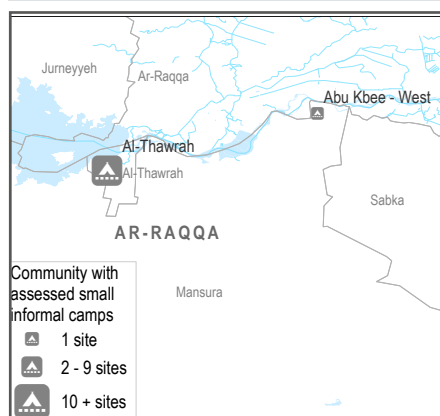 Jurneyyeh
Ar-Raqqa
Abu Kbee - West
Al-Thawrah
Al-Thawrah
Sabka
AR-RAQQA
Mansura
Community with
assessed small
informal camps
1 site
2 - 9 sites
10 + sites